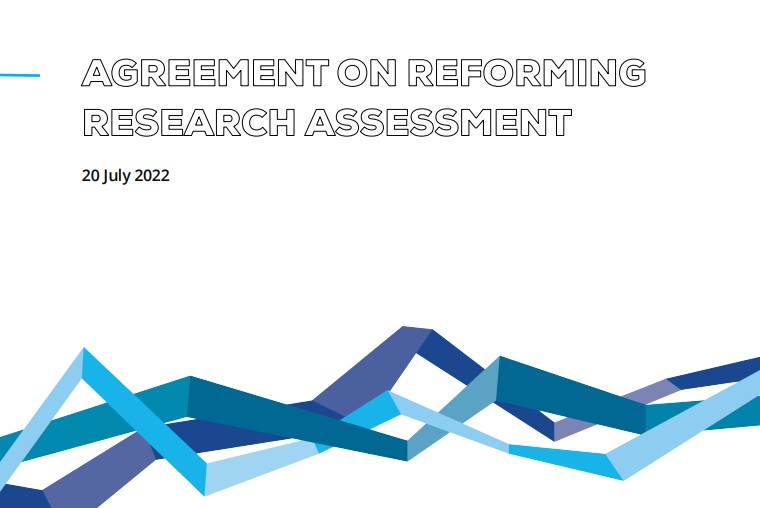 AGREEMENT ON REFORMING
RESEARCH ASSESSMENT
20 July 2022